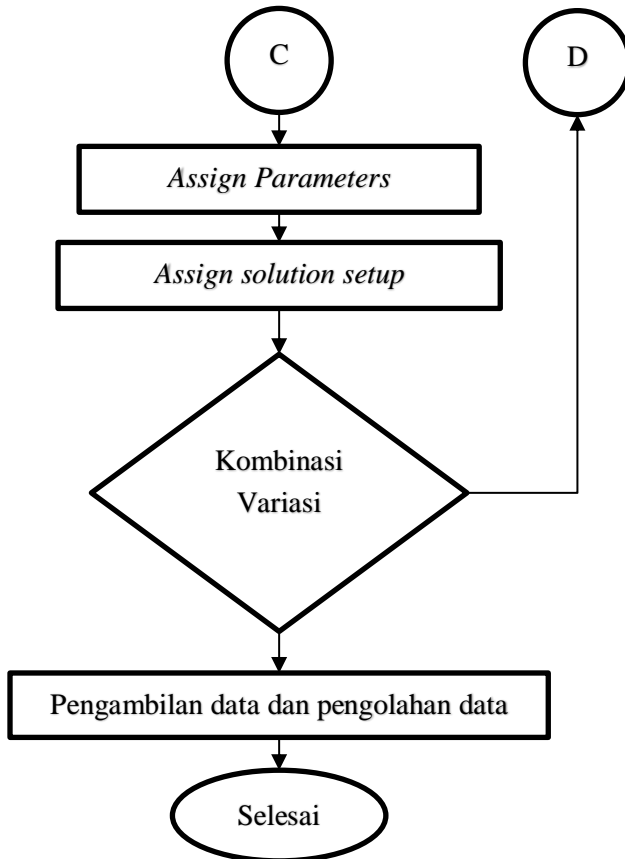 C
D
Assign Parameters
Assign solution setup
Kombinasi
Variasi
Pengambilan data dan pengolahan data
Selesai